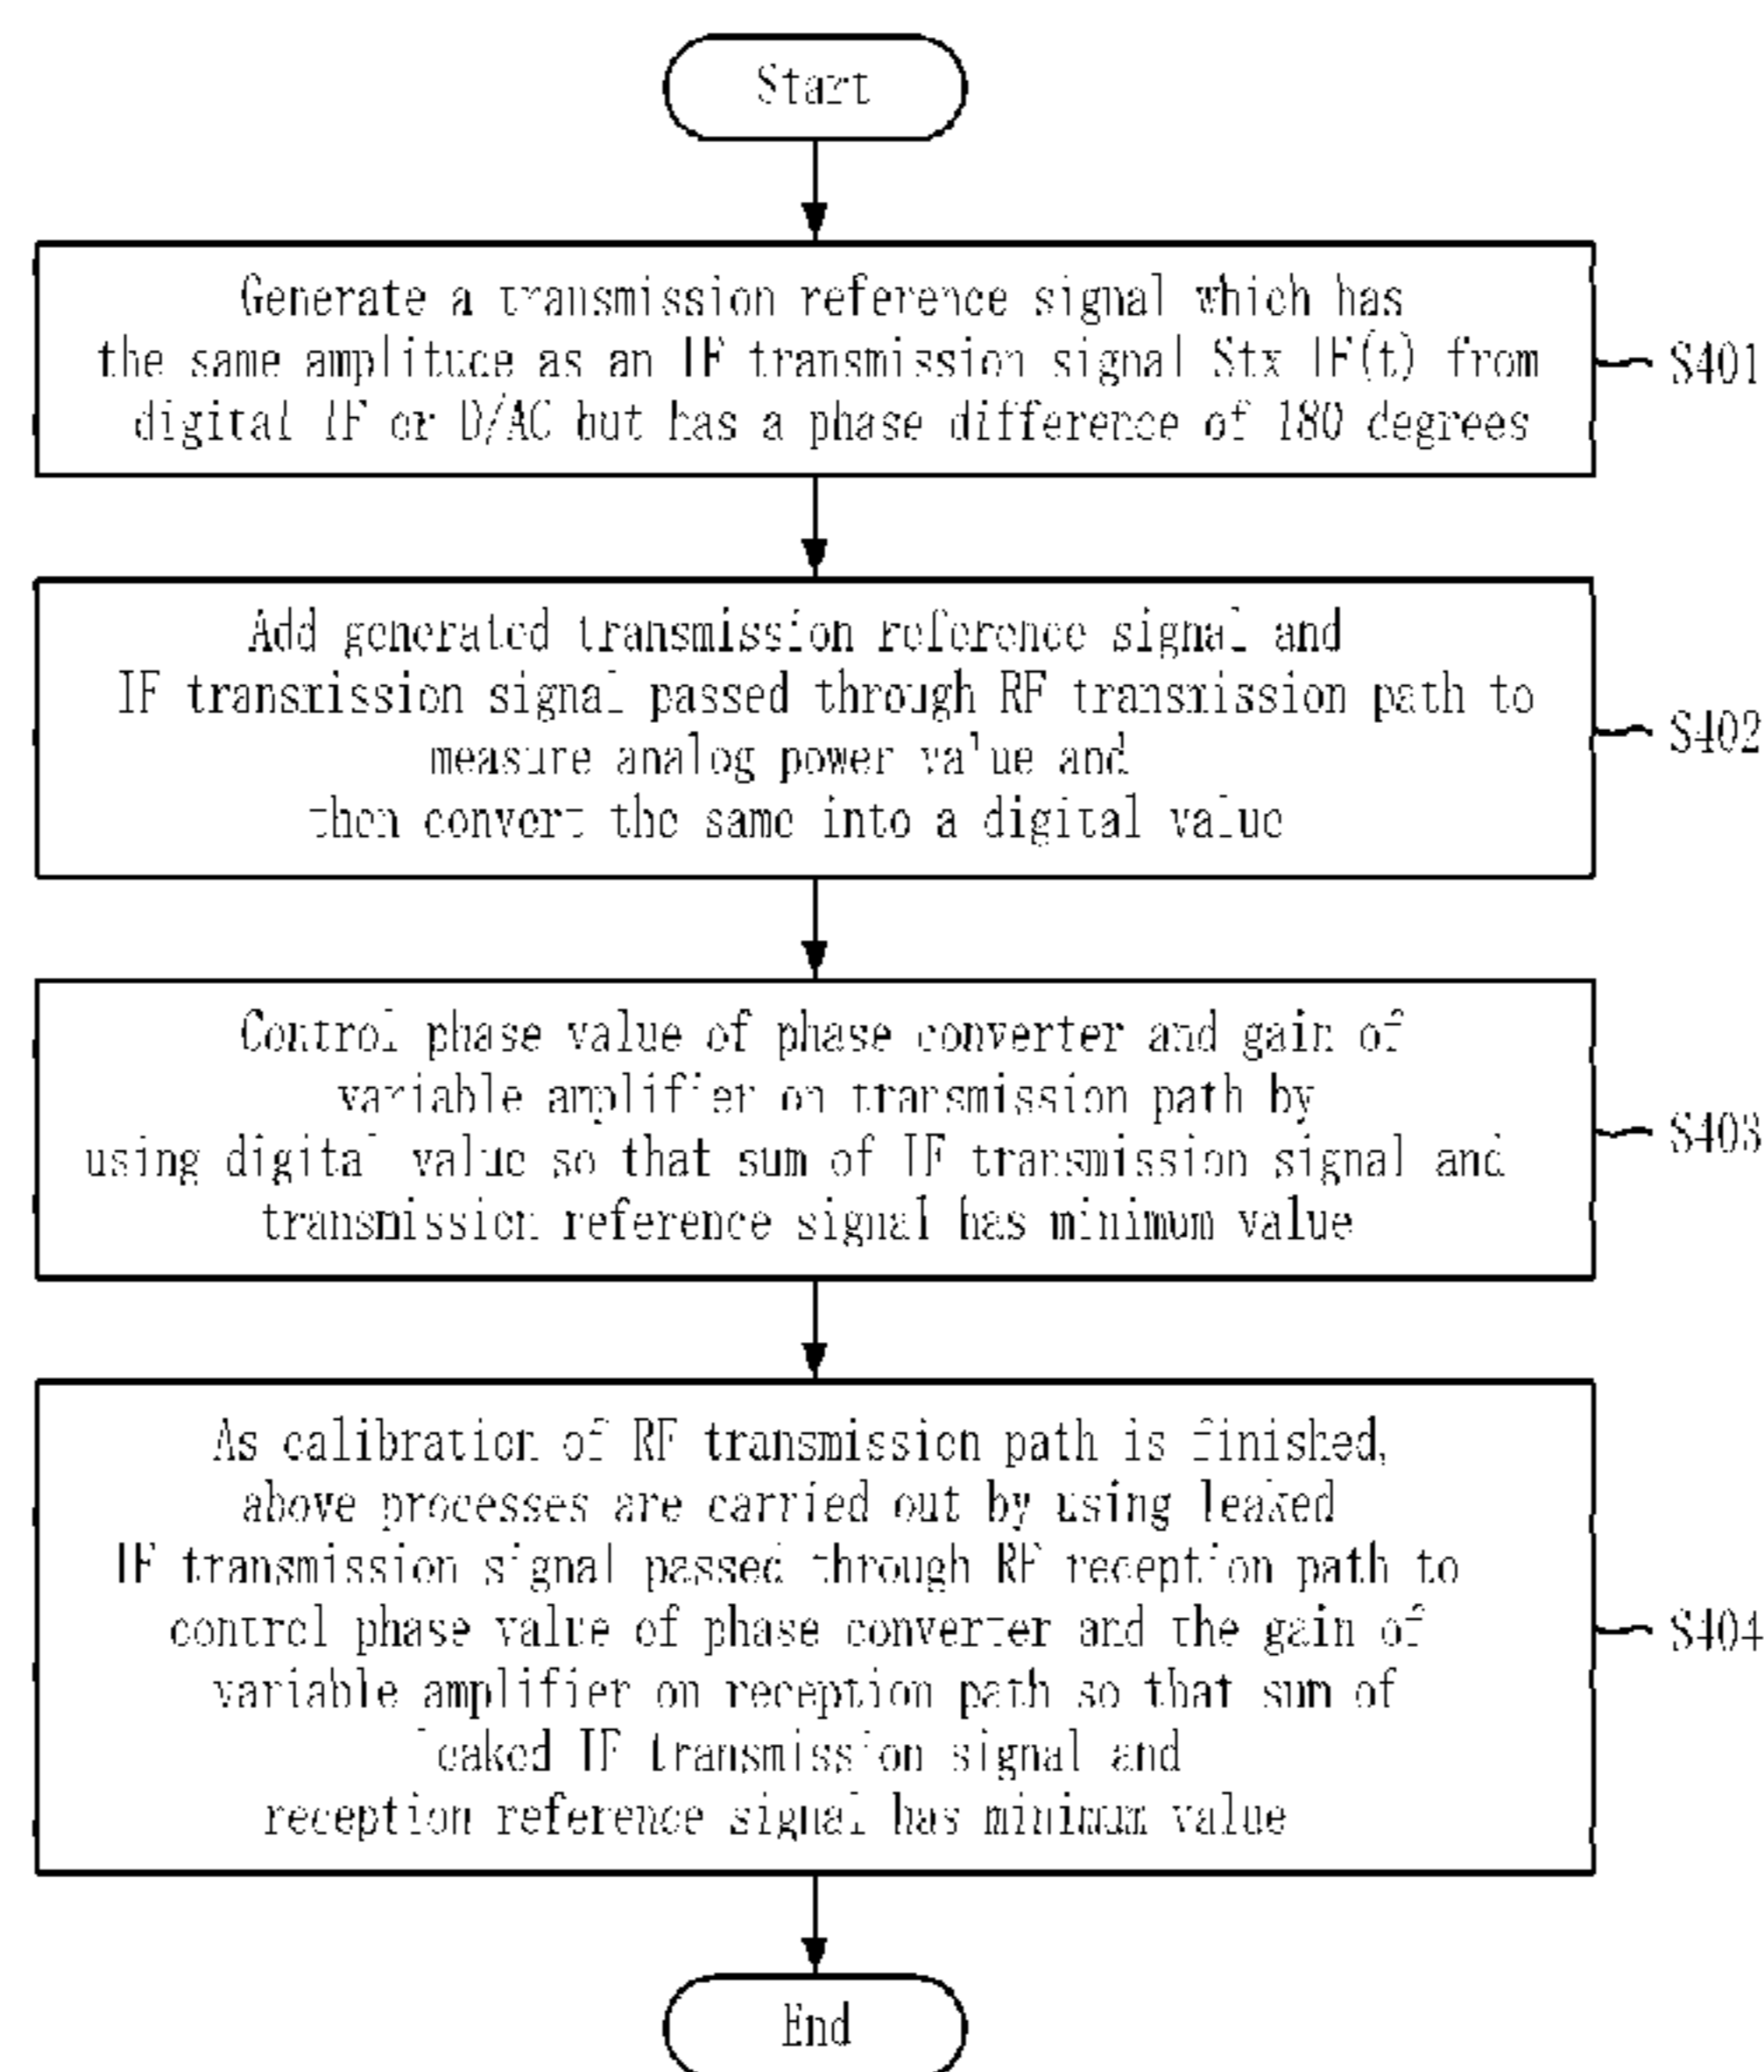 Start
Generate a transmission reference signal which has
the same amplitude as an IF transmission signal Stx IF(t) from
digital IF or D/AC but has a phase difference of 180 degrees
S401
Add generated transmission reference signal and
IF transmission signal passed through RF transmission path to
measure analog power value and
then convert the same into a digital value
S402
Control phase value of phase converter and gain of
variable amplifier on transmission path by
using digital value so that sum of IF transmission signal and
transmission reference signal has minimum value
S403
As calibration of RF transmission path is finished,
above processes are carried out by using leaked
IF transmission signal passed through RF reception path to
control phase value of phase converter and the gain of
variable amplifier on reception path so that sum of
leaked IF transmission signal and
reception reference signal has minimum value
S404
End